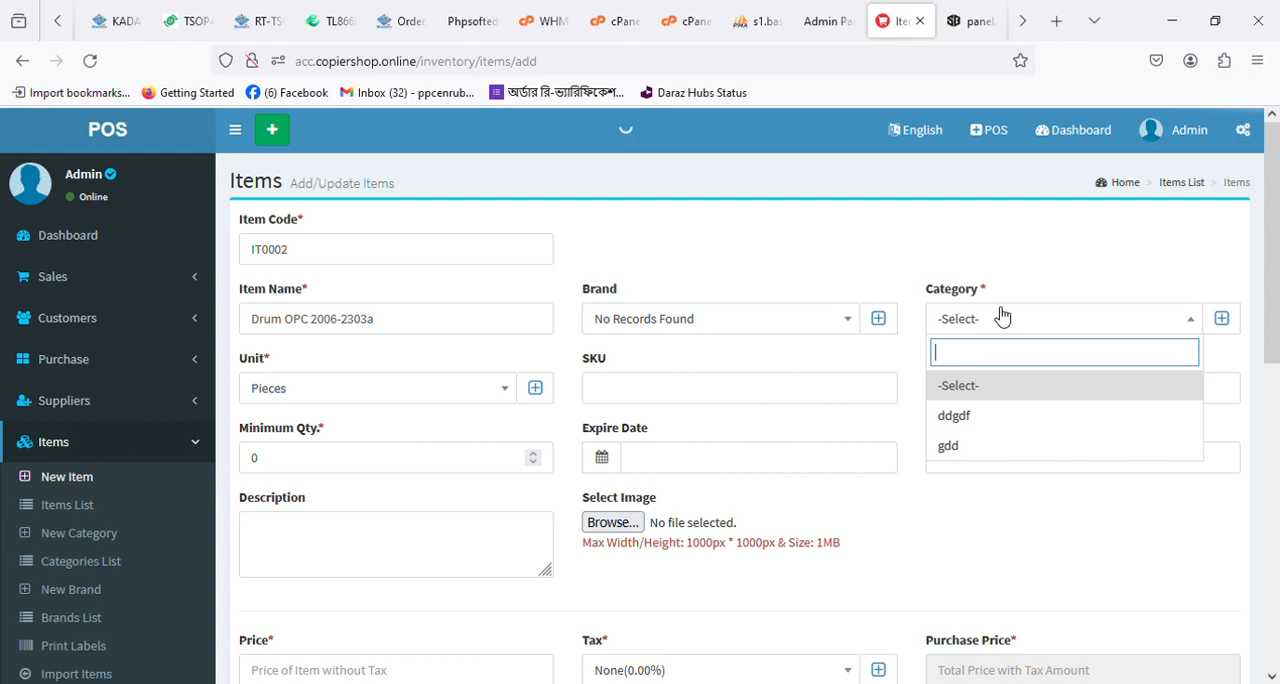 KADA
TSOP
RT-TS
TL866
Order
Phpsofted
WHM
cPane
cPane
s1.bas
Admin Pa
Ite
panel.
acc.copiershop.online/inventory/items/add
Import bookmarks...
Getting Started
(6) Facebook
Inbox (32) - ppcenrub...
অর্ডার রি-ভ্যারিফিকেশ...
Daraz Hubs Status
POS
English
POS
Dashboard
Admin
Admin
Online
Dashboard
Sales
Customers
Purchase
Suppliers
Items
New Item
Items List
New Category
Categories List
New Brand
Brands List
Print Labels
Import Items
Items Add/Update Items
Home > Items List > Items
Item Code*
IT0002
Item Name*
Brand
Category *
Drum OPC 2006-2303a
No Records Found
-Select-
Unit*
SKU
-Select-
ddgdf
gdd
Pieces
Minimum Qty.*
Expire Date
0
Description
Select Image
Browse... No file selected.
Max Width/Height: 1000px * 1000px & Size: 1MB
Price*
Tax*
Purchase Price*
Price of Item without Tax
None(0.00%)
Total Price with Tax Amount